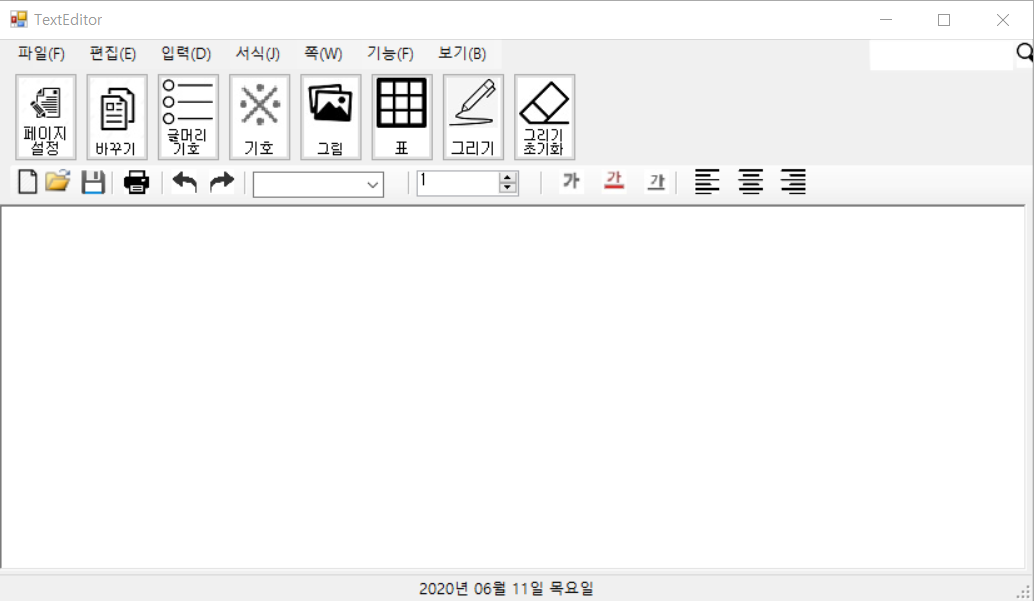 TextEditor
파일(F) 편집(E) 입력(D) 서식(J) 쪽(W) 기능(F) 보기(B)
페이지 설정
바꾸기
글머리 기호
기호
그림
표
그리기
그리기 초기화
1 가 가 가
2020년 06월 11일 목요일